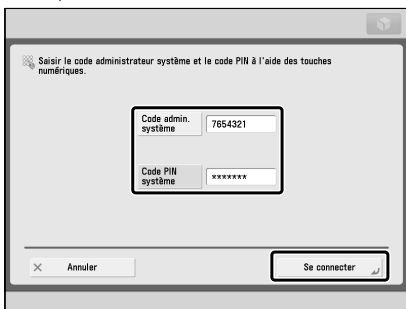 Saisir le code administrateur système et le code PIN à l'aide des touches
numériques.
Code admin.
système
7654321
Code PIN
système
*******
Annuler
Se connecter